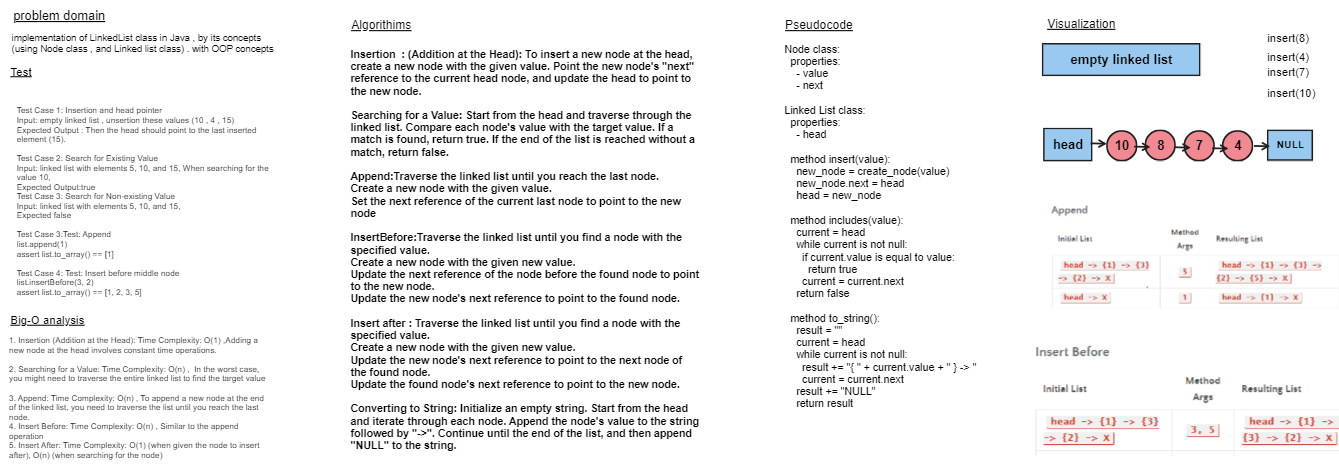 problem domain
implementation of LinkedList class in Java , by its concepts
(using Node class , and Linked list class) . with OOP concepts
Test
Test Case 1: Insertion and head pointer
Input: empty linked list , unsertion these values (10 , 4 , 15)
Expected Output : Then the head should point to the last inserted
element (15).
Test Case 2: Search for Existing Value
Input: linked list with elements 5, 10, and 15, When searching for the
value 10,
Expected Output:true
Test Case 3: Search for Non-existing Value
Input: linked list with elements 5, 10, and 15,
Expected false
Test Case 3:Test: Append
list.append(1)
assert list.to_array() == [1]
Test Case 4: Test: Insert before middle node
list.insertBefore(3, 2)
assert list.to_array() == [1, 2, 3, 5]
Big-O analysis
1. Insertion (Addition at the Head): Time Complexity: O(1) ,Adding a
new node at the head involves constant time operations.
2. Searching for a Value: Time Complexity: O(n) , In the worst case,
you might need to traverse the entire linked list to find the target value
3. Append: Time Complexity: O(n) , To append a new node at the end
of the linked list, you need to traverse the list until you reach the last
node.
4. Insert Before: Time Complexity: O(n) , Similar to the append
operation
5. Insert After: Time Complexity: O(1) (when given the node to insert
after), O(n) (when searching for the node)
Algorithims
Insertion : (Addition at the Head): To insert a new node at the head,
create a new node with the given value. Point the new node's "next"
reference to the current head node, and update the head to point to
the new node.
Searching for a Value: Start from the head and traverse through the
linked list. Compare each node's value with the target value. If a
match is found, return true. If the end of the list is reached without a
match, return false.
Append:Traverse the linked list until you reach the last node.
Create a new node with the given value.
Set the next reference of the current last node to point to the new
node
InsertBefore:Traverse the linked list until you find a node with the
specified value.
Create a new node with the given new value.
Update the next reference of the node before the found node to point
to the new node.
Update the new node's next reference to point to the found node.
Insert after : Traverse the linked list until you find a node with the
specified value.
Create a new node with the given new value.
Update the new node's next reference to point to the next node of
the found node.
Update the found node's next reference to point to the new node.
Converting to String: Initialize an empty string. Start from the head
and iterate through each node. Append the node's value to the string
followed by "->". Continue until the end of the list, and then append
"NULL" to the string.
Pseudocode
Node class:
properties:
- value
- next
Linked List class:
properties:
- head
method insert(value):
new_node = create_node(value)
new_node.next = head
head = new_node
method includes(value):
current = head
while current is not null:
if current.value is equal to value:
return true
current = current.next
return false
method to_string():
result = ""
current = head
while current is not null:
result += "{ " + current.value + " } -> "
current = current.next
result += "NULL"
return result
Visualization
empty linked list
insert(8)
insert(4)
insert(7)
insert(10)
head 10 8 7 4 NULL
Append
Initial List Method Args Resulting List
head -> {1} -> {3} -> {2} -> X 5 head -> {1} -> {3} -> {2} -> {5} -> X
head -> X 1 head -> [1] -> X
Insert Before
Initial List Method Args Resulting List
head -> {1} -> {3} -> {2} -> X 3, 5 head -> {1} -> {3} -> {2} -> X